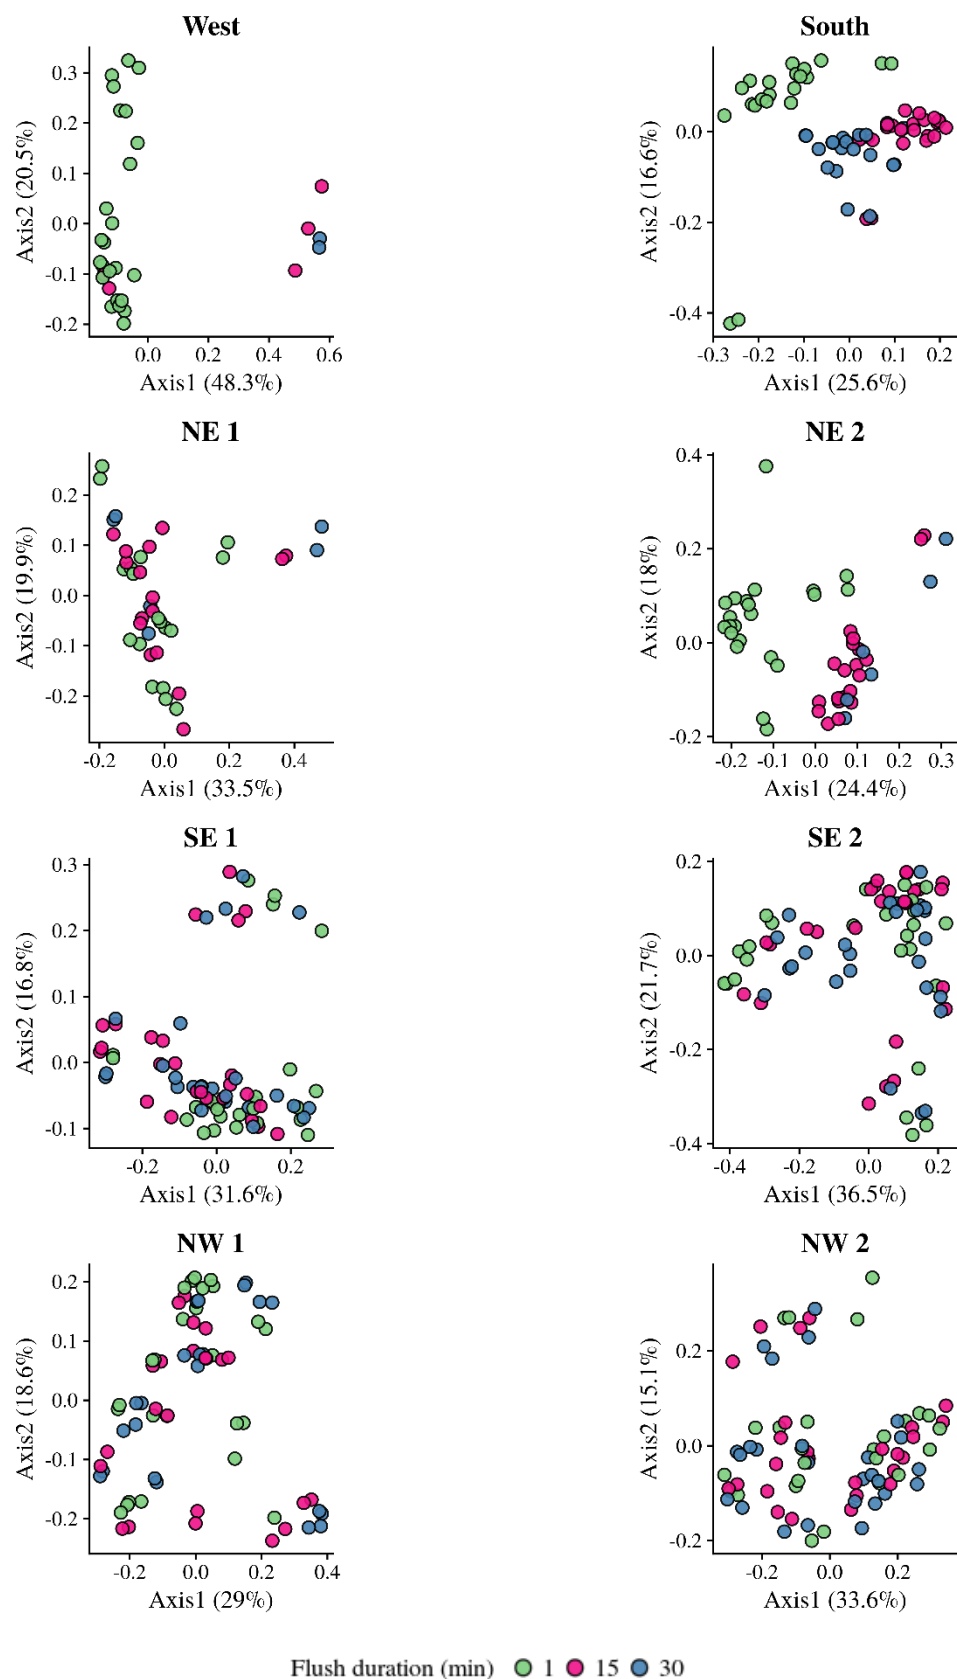 West
South
0.3
0.2
0.1
0.0
-0.1
-0.2
Axis2 (20.5%)
0.0 0.2 0.4 0.6
Axis1 (48.3%)
0.0
-0.2
-0.4
Axis2 (16.6%)
-0.3 -0.2 -0.1 0.0 0.1 0.2
Axis1 (25.6%)
NE 1
NE 2
0.2
0.1
0.0
-0.1
-0.2
Axis2 (19.9%)
-0.2 0.0 0.2 0.4
Axis1 (33.5%)
0.4
0.2
0.0
-0.2
Axis2 (18%)
-0.2 -0.1 0.0 0.1 0.2 0.3
Axis1 (24.4%)
SE 1
SE 2
0.3
0.2
0.1
0.0
-0.1
Axis2 (16.8%)
-0.2 0.0 0.2
Axis1 (31.6%)
0.2
0.0
-0.2
-0.4
Axis2 (21.7%)
-0.4 -0.2 0.0 0.2
Axis1 (36.5%)
NW 1
NW 2
0.2
0.1
0.0
-0.1
-0.2
Axis2 (18.6%)
-0.2 0.0 0.2 0.4
Axis1 (29%)
0.2
0.0
-0.2
Axis2 (15.1%)
-0.2 0.0 0.2
Axis1 (33.6%)
Flush duration (min) 1 15 30